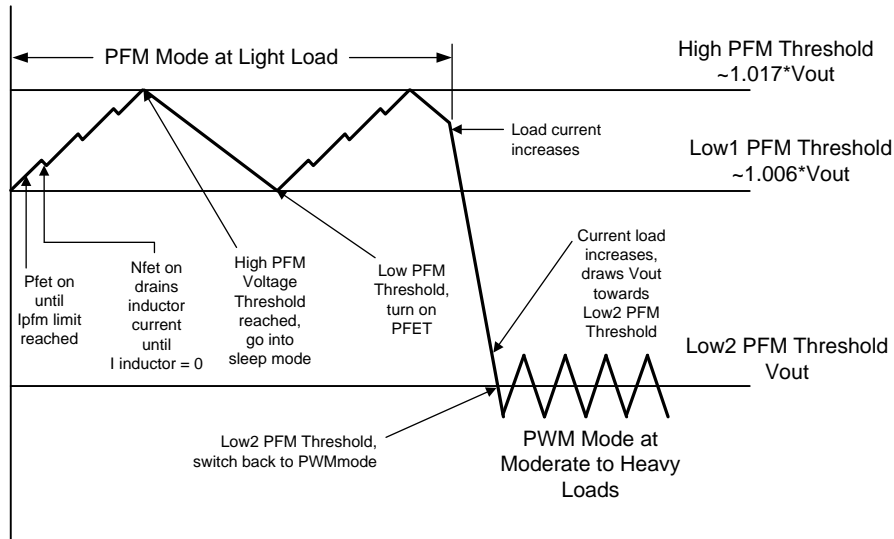 PFM Mode at Light Load
High PFM Threshold
~1.017*Vout
Load current
increases
Low1 PFM Threshold
~1.006*Vout
Pfet on
until
Ipfm limit
reached
Nfet on
drains
inductor
current
until
I inductor = 0
High PFM
Voltage
Threshold
reached,
go into
sleep mode
Low PFM
Threshold,
turn on
PFET
Current load
increases,
draws Vout
towards
Low2 PFM
Threshold
Low2 PFM Threshold
Vout
Low2 PFM Threshold,
switch back to PWMmode
PWM Mode at
Moderate to Heavy
Loads